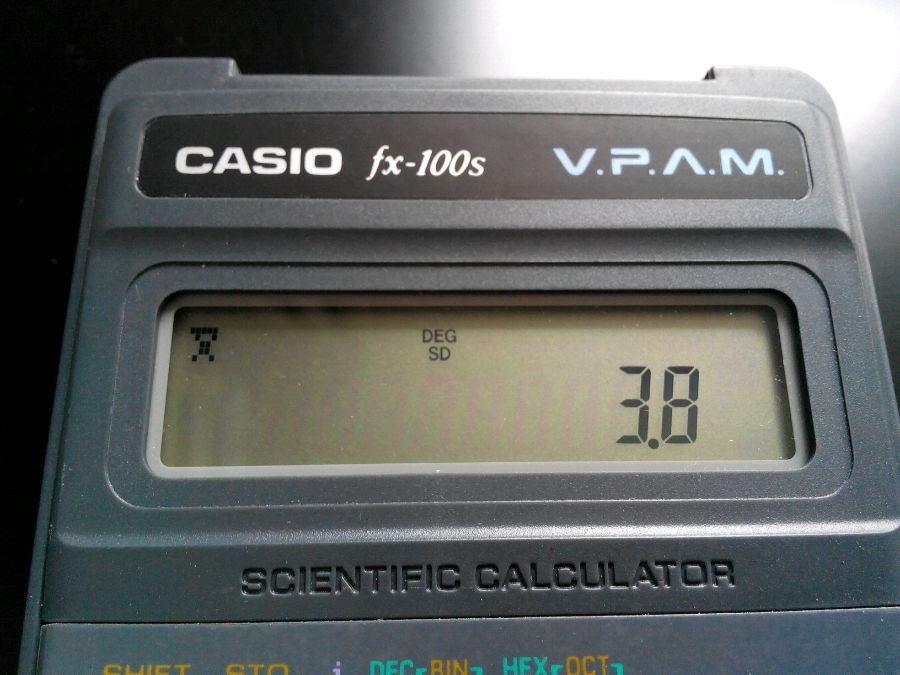 CASIO fx-100s V.P.A.M.
x̄ DEG
SD
3.8
SCIENTIFIC CALCULATOR
SHIFT STO i DEC BIN HEX OCT